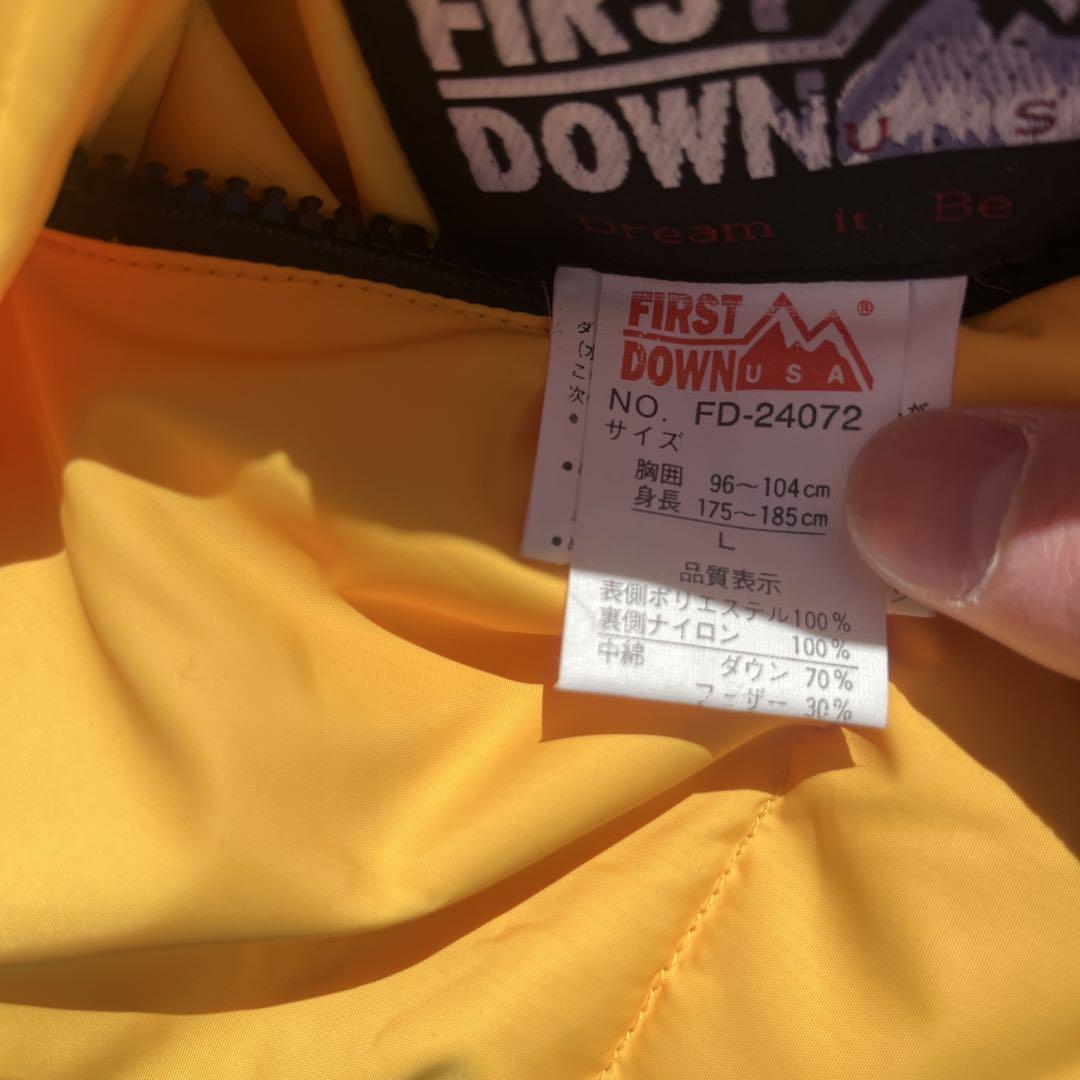 FIRST
DOWN U S
Dream it. Be
FIRST
DOWN USA ®
NO. FD-24072
サイズ
胸囲 96～104cm
身長 175～185cm
L
品質表示
表側ポリエステル100%
裏側ナイロン 100%
中綿 ダウン 70%
フェザー 30%